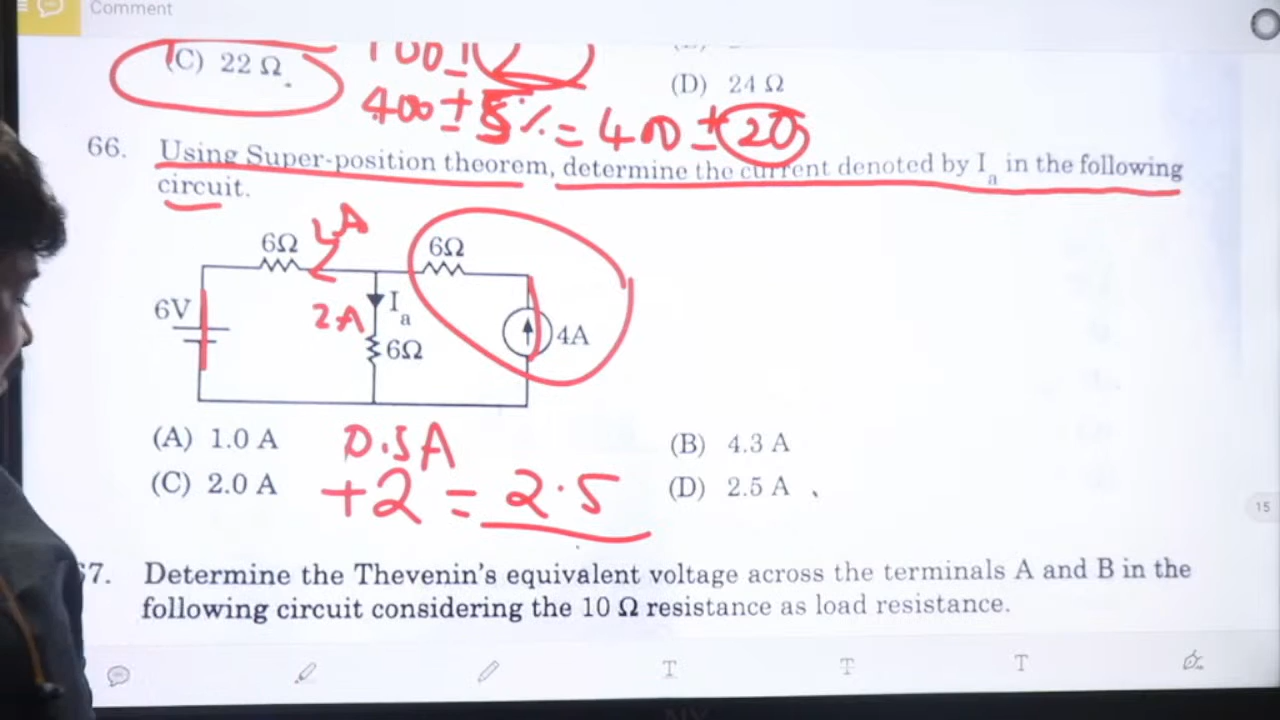 Comment
(C) 22 Ω
(D) 24 Ω
400 ± 5% = 400 ± 20
66. Using Super-position theorem, determine the current denoted by Iₐ in the following
circuit.
6Ω
6Ω
6V
2A
Iₐ
6Ω
4A
(A) 1.0 A
0.5A
(B) 4.3 A
(C) 2.0 A
+2 = 2.5
(D) 2.5 A
15
67. Determine the Thevenin's equivalent voltage across the terminals A and B in the
following circuit considering the 10 Ω resistance as load resistance.
T
T
T